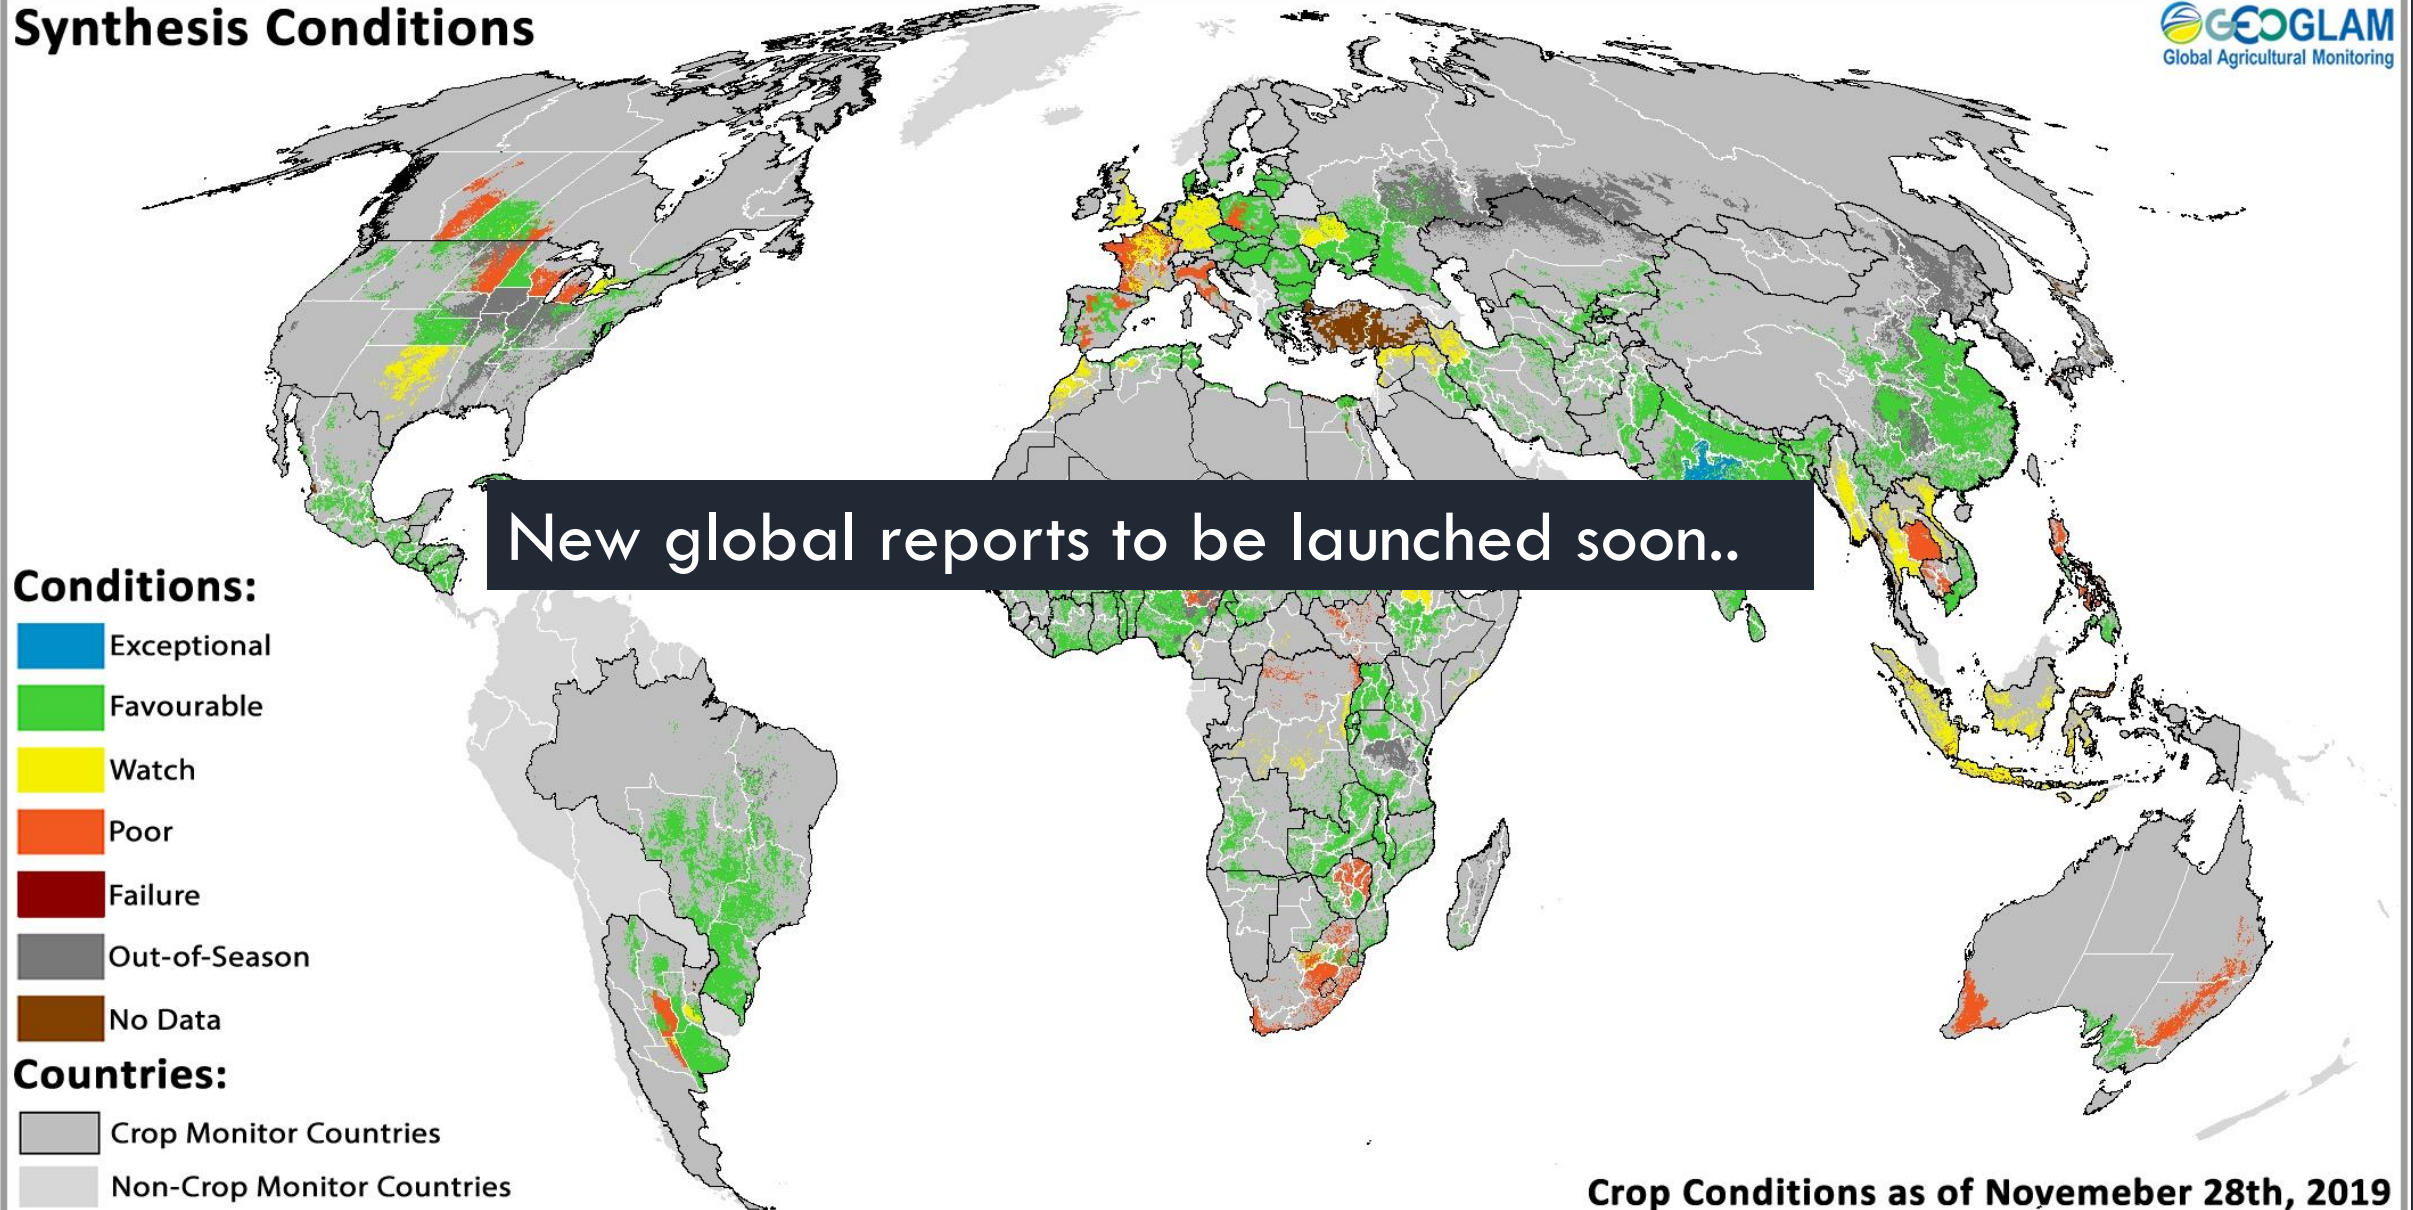 Synthesis Conditions
GEOGLAM
Global Agricultural Monitoring
New global reports to be launched soon..
Conditions:
Exceptional
Favourable
Watch
Poor
Failure
Out-of-Season
No Data
Countries:
Crop Monitor Countries
Non-Crop Monitor Countries
Crop Conditions as of Novemeber 28th, 2019